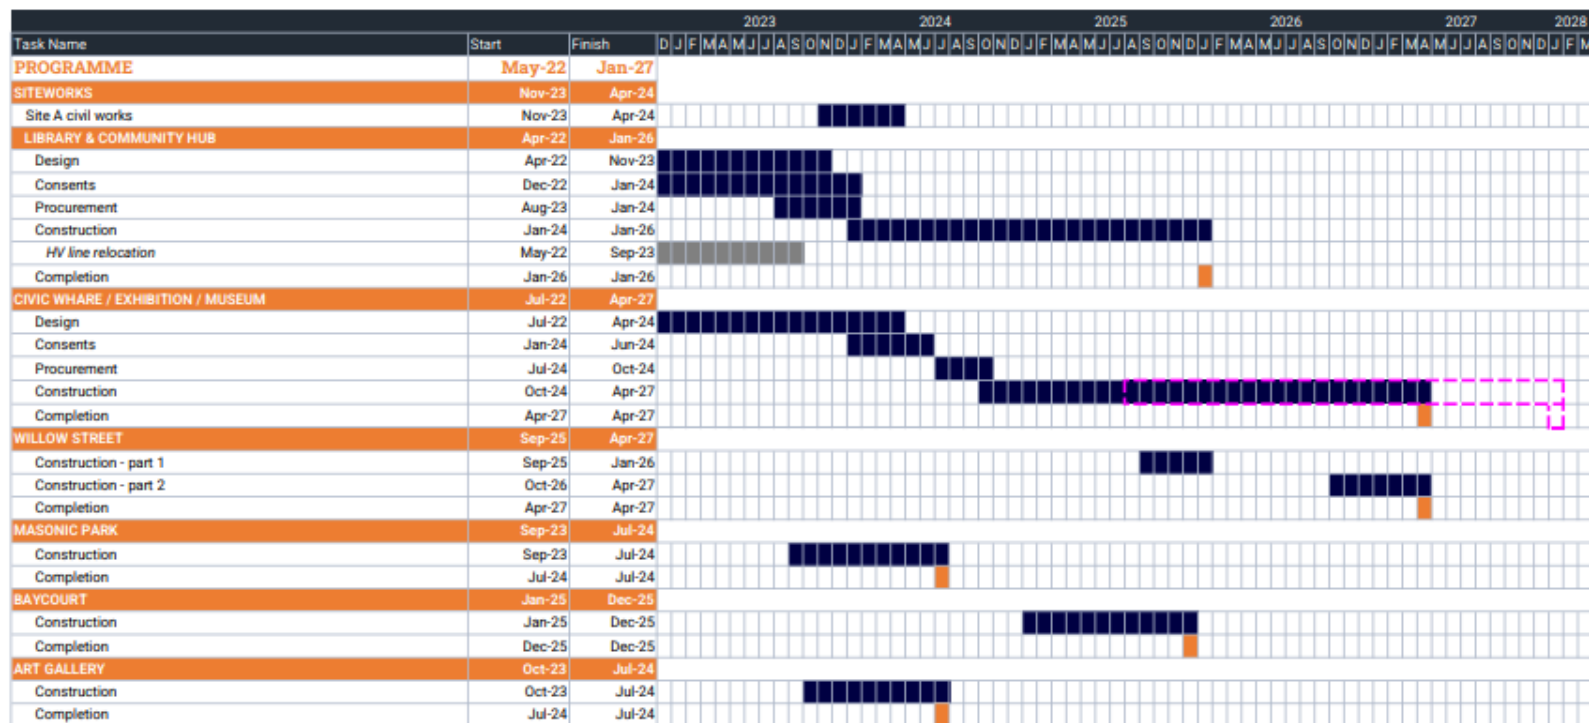 2023 2024 2025 2026 2027 2028
Task Name Start Finish D J F M A M J J A S O N D J F M A M J J A S O N D J F M A M J J A S O N D J F M A M J J A S O N D J F M A M J J A S O N D J F M
PROGRAMME May-22 Jan-27
SITEWORKS Nov-23 Apr-24
Site A civil works Nov-23 Apr-24
LIBRARY & COMMUNITY HUB Apr-22 Jan-26
Design Apr-22 Nov-23
Consents Dec-22 Jan-24
Procurement Aug-23 Jan-24
Construction Jan-24 Jan-26
HV line relocation May-22 Sep-23
Completion Jan-26 Jan-26
CIVIC WHARE / EXHIBITION / MUSEUM Jul-22 Apr-27
Design Jul-22 Apr-24
Consents Jan-24 Jun-24
Procurement Jul-24 Oct-24
Construction Oct-24 Apr-27
Completion Apr-27 Apr-27
WILLOW STREET Sep-25 Apr-27
Construction - part 1 Sep-25 Jan-26
Construction - part 2 Oct-26 Apr-27
Completion Apr-27 Apr-27
MASONIC PARK Sep-23 Jul-24
Construction Sep-23 Jul-24
Completion Jul-24 Jul-24
BAYCOURT Jan-25 Dec-25
Construction Jan-25 Dec-25
Completion Dec-25 Dec-25
ART GALLERY Oct-23 Jul-24
Construction Oct-23 Jul-24
Completion Jul-24 Jul-24